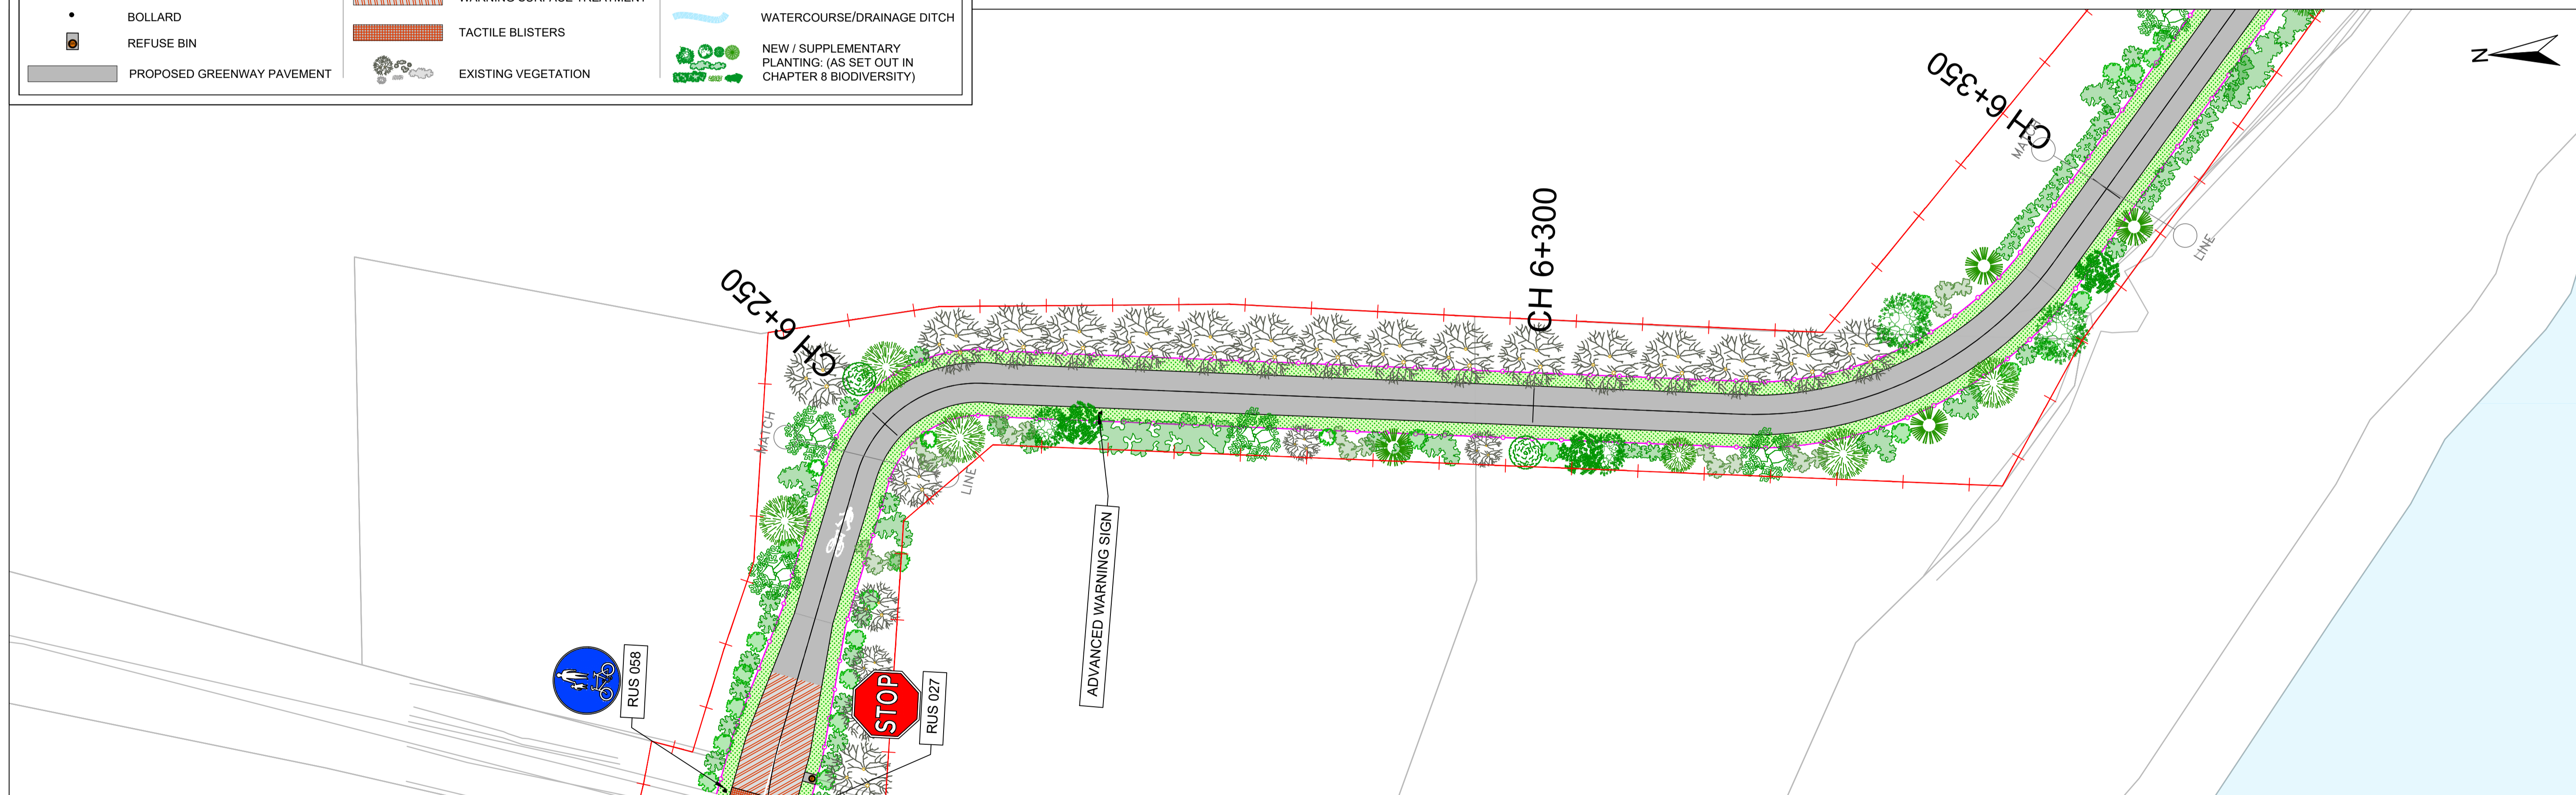 BOLLARD
REFUSE BIN
PROPOSED GREENWAY PAVEMENT
TACTILE BLISTERS
EXISTING VEGETATION
WATERCOURSE/DRAINAGE DITCH
NEW / SUPPLEMENTARY
PLANTING: (AS SET OUT IN
CHAPTER 8 BIODIVERSITY)
N
CH 6+350
LINE
CH 6+300
CH 6+250
MATCH
LINE
ADVANCED WARNING SIGN
RUS 058
STOP
RUS 027